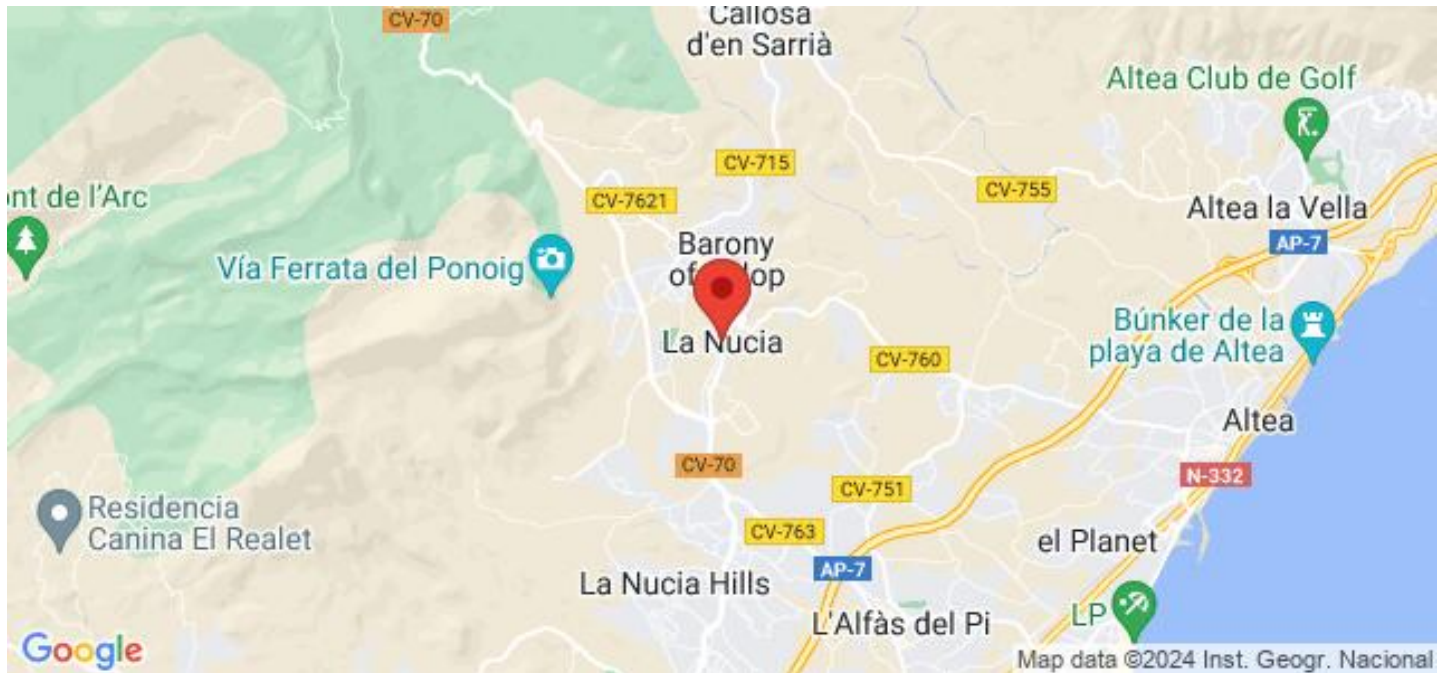 CV-70
Callosa
d'en Sarrià
Altea Club de Golf
CV-715
CV-755
nt de l'Arc
CV-7621
Altea la Vella
AP-7
Barony
of lop
Vía Ferrata del Ponoig
Búnker de la
playa de Altea
La Nucia
CV-760
Altea
CV-70
N-332
CV-751
Residencia
Canina El Realet
CV-763
el Planet
AP-7
La Nucia Hills
LP
L'Alfàs del Pi
Google
Map data ©2024 Inst. Geogr. Nacional